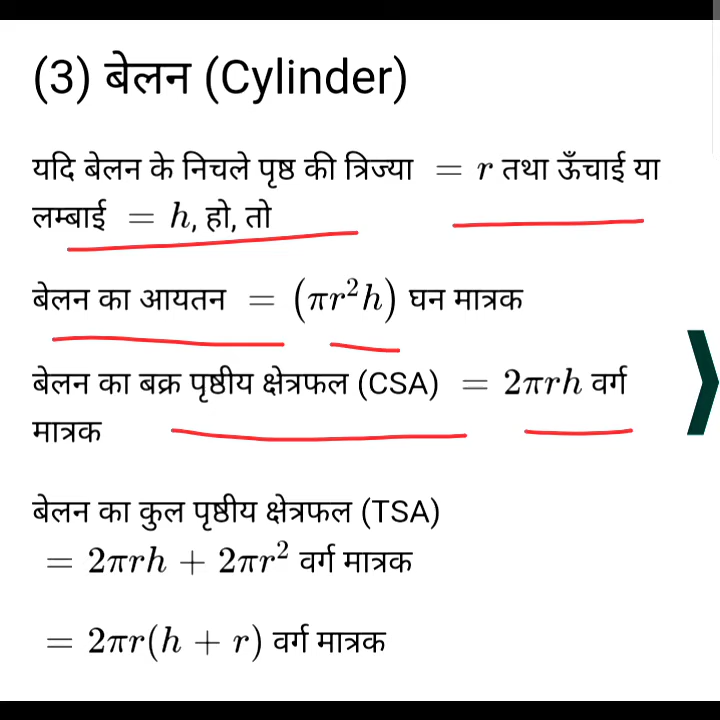 (3) बेलन (Cylinder)
यदि बेलन के निचले पृष्ठ की त्रिज्या = r तथा ऊँचाई या
लम्बाई = h, हो, तो
बेलन का आयतन = (πr²h) घन मात्रक
बेलन का बक्र पृष्ठीय क्षेत्रफल (CSA) = 2πrh वर्ग
मात्रक
बेलन का कुल पृष्ठीय क्षेत्रफल (TSA)
= 2πrh + 2πr² वर्ग मात्रक
= 2πr(h + r) वर्ग मात्रक